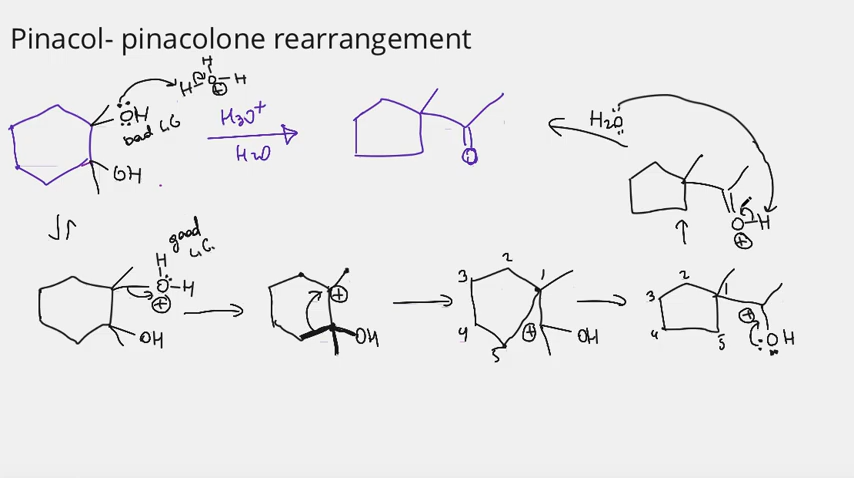 Pinacol- pinacolone rearrangement
H
H O H
⊕
ÖH
bad LG
OH
H3O+
H2O
O
H2O
O-H
⊕
good
LG.
H
O-H
⊕
OH
⊕
OH
3 2 1
4 5
⊕
OH
3 2 1
4 5
⊕
OH